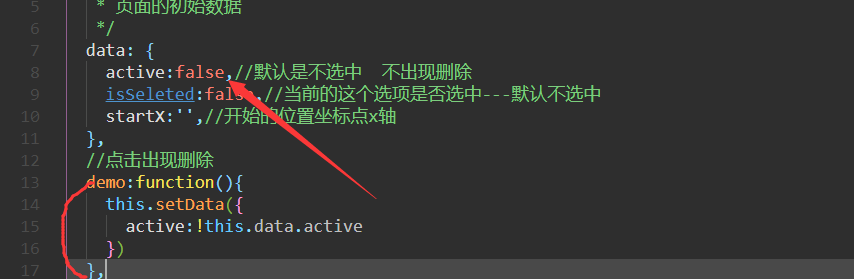 5 * 页面的初始数据
6 */
7 data: {
8 active:false,//默认是不选中 不出现删除
9 isSeleted:false,//当前的这个选项是否选中---默认不选中
10 startX:'',//开始的位置坐标点x轴
11 },
12 //点击出现删除
13 demo:function(){
14 this.setData({
15 active:!this.data.active
16 })
17 },